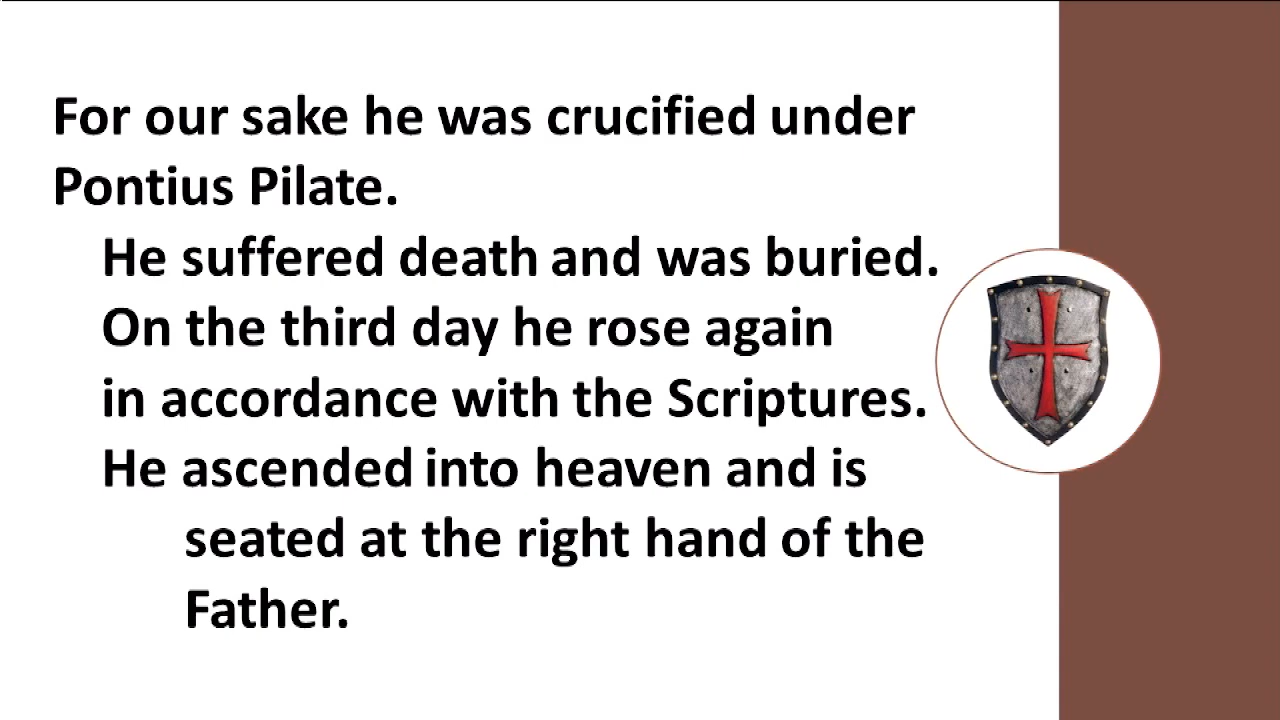 For our sake he was crucified under
Pontius Pilate.
He suffered death and was buried.
On the third day he rose again
in accordance with the Scriptures.
He ascended into heaven and is
seated at the right hand of the
Father.